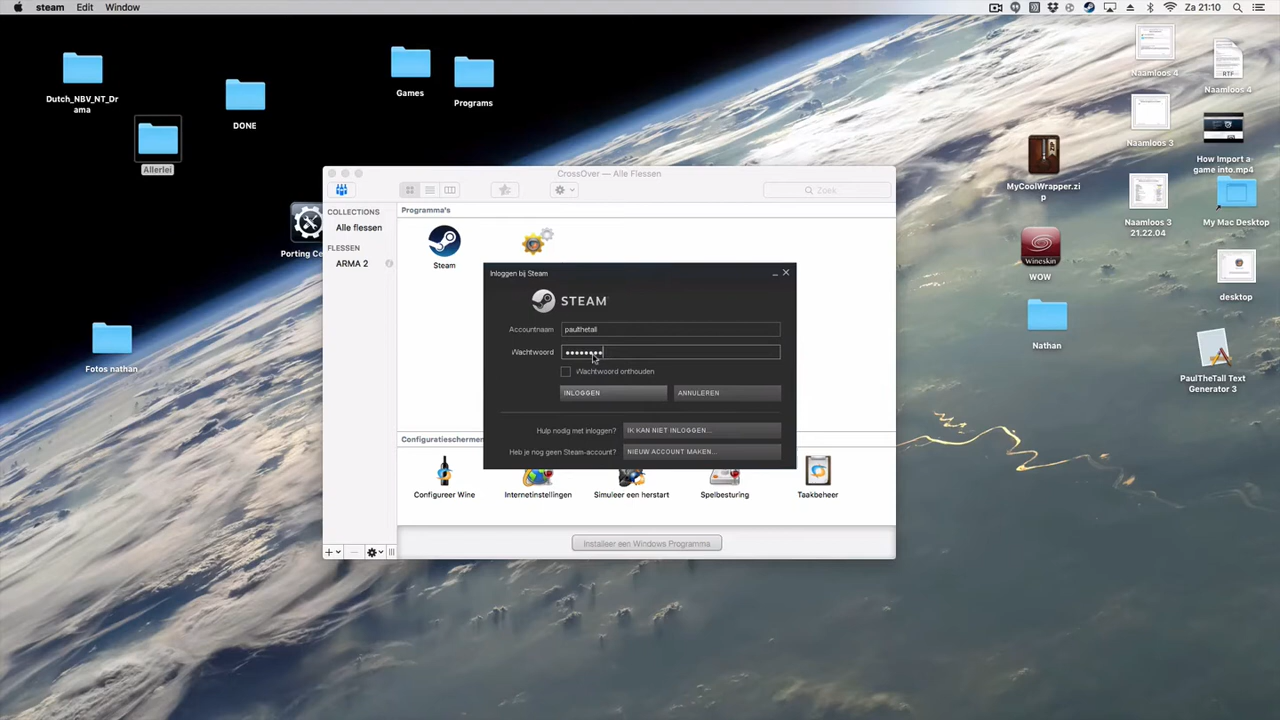 steam Edit Window
Za 21:10
Dutch_NBV_NT_Dr
ama
DONE
Allerlei
Games
Programs
Porting Ce
Fotos nathan
Naamloos 4
RTF
Naamloos 4
Naamloos 3
How Import a
game into.mp4
MyCoolWrapper.zi
p
Naamloos 3
21.22.04
My Mac Desktop
Wineskin
WOW
desktop
Nathan
PaulTheTall Text
Generator 3
CrossOver — Alle Flessen
Zoek
COLLECTIONS
Alle flessen
FLESSEN
ARMA 2
Programma's
Steam
Inloggen bij Steam
STEAM
Accountnaam paulthetall
Wachtwoord ••••••••
Wachtwoord onthouden
INLOGGEN ANNULEREN
Hulp nodig met inloggen? IK KAN NIET INLOGGEN...
Heb je nog geen Steam-account? NIEUW ACCOUNT MAKEN...
Configuratiescherme
Configureer Wine
Internetinstellingen
Simuleer een herstart
Spelbesturing
Taakbeheer
Installeer een Windows Programma